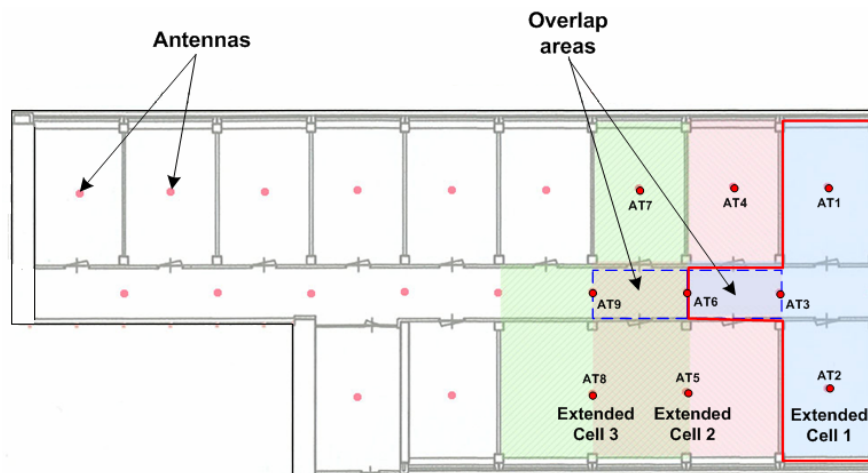 Antennas
Overlap
areas
AT7
AT4
AT1
AT9
AT6
AT3
AT8
AT5
AT2
Extended
Cell 3
Extended
Cell 2
Extended
Cell 1